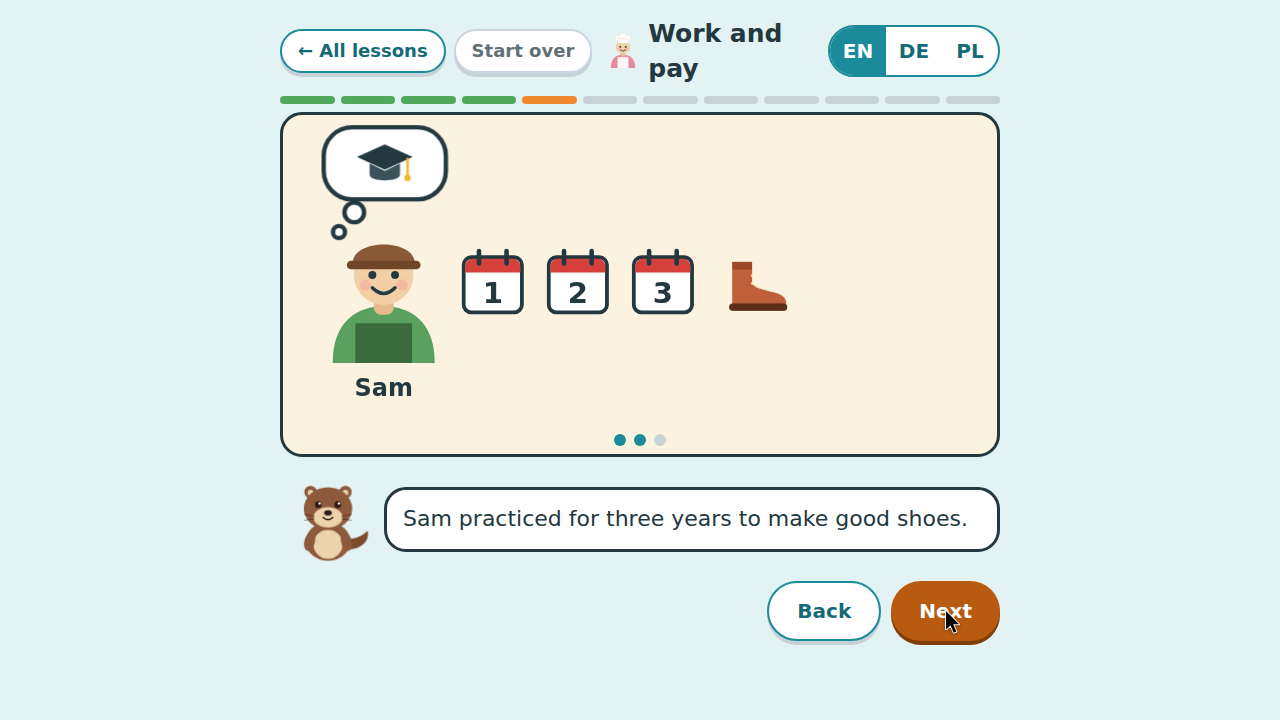 ← All lessons
Start over
Work and
pay
EN DE PL
1 2 3
Sam
Sam practiced for three years to make good shoes.
Back
Next